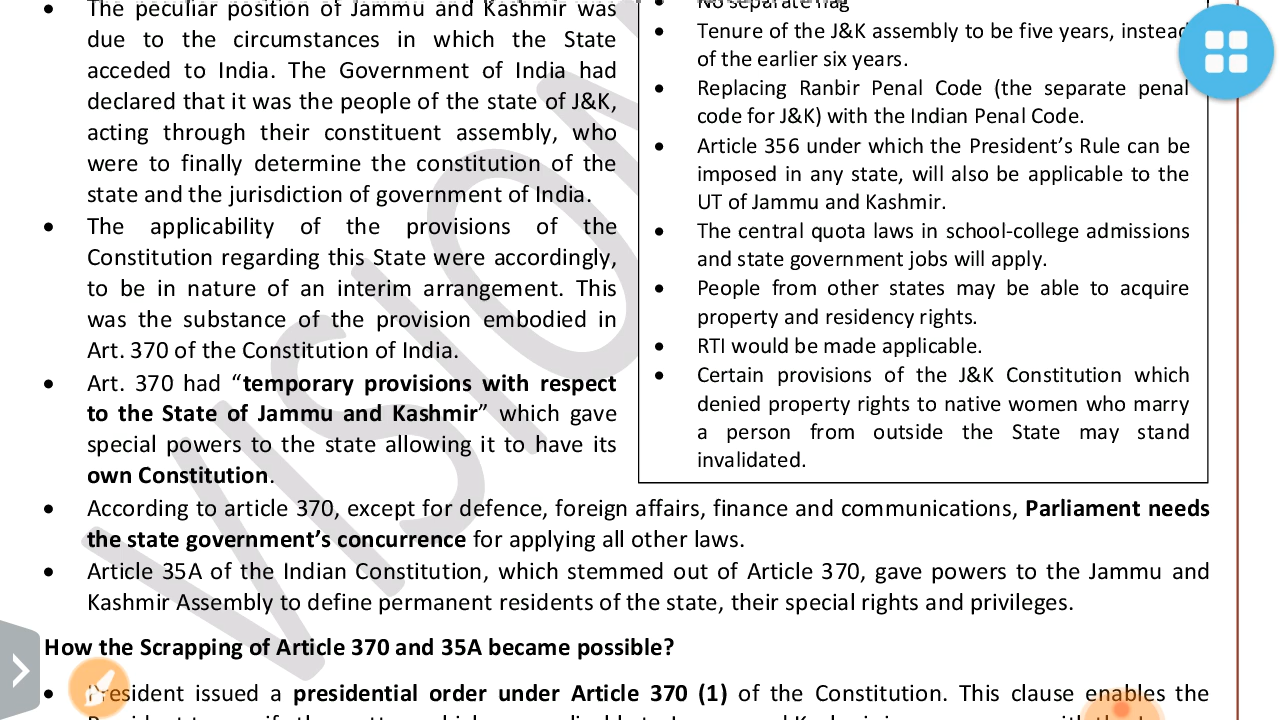 The peculiar position of Jammu and Kashmir was
due to the circumstances in which the State
acceded to India. The Government of India had
declared that it was the people of the state of J&K,
acting through their constituent assembly, who
were to finally determine the constitution of the
state and the jurisdiction of government of India.
The applicability of the provisions of the
Constitution regarding this State were accordingly,
to be in nature of an interim arrangement. This
was the substance of the provision embodied in
Art. 370 of the Constitution of India.
Art. 370 had “temporary provisions with respect
to the State of Jammu and Kashmir” which gave
special powers to the state allowing it to have its
own Constitution.
No separate flag
Tenure of the J&K assembly to be five years, instead
of the earlier six years.
Replacing Ranbir Penal Code (the separate penal
code for J&K) with the Indian Penal Code.
Article 356 under which the President’s Rule can be
imposed in any state, will also be applicable to the
UT of Jammu and Kashmir.
The central quota laws in school-college admissions
and state government jobs will apply.
People from other states may be able to acquire
property and residency rights.
RTI would be made applicable.
Certain provisions of the J&K Constitution which
denied property rights to native women who marry
a person from outside the State may stand
invalidated.
According to article 370, except for defence, foreign affairs, finance and communications, Parliament needs
the state government’s concurrence for applying all other laws.
Article 35A of the Indian Constitution, which stemmed out of Article 370, gave powers to the Jammu and
Kashmir Assembly to define permanent residents of the state, their special rights and privileges.
How the Scrapping of Article 370 and 35A became possible?
President issued a presidential order under Article 370 (1) of the Constitution. This clause enables the
VISION